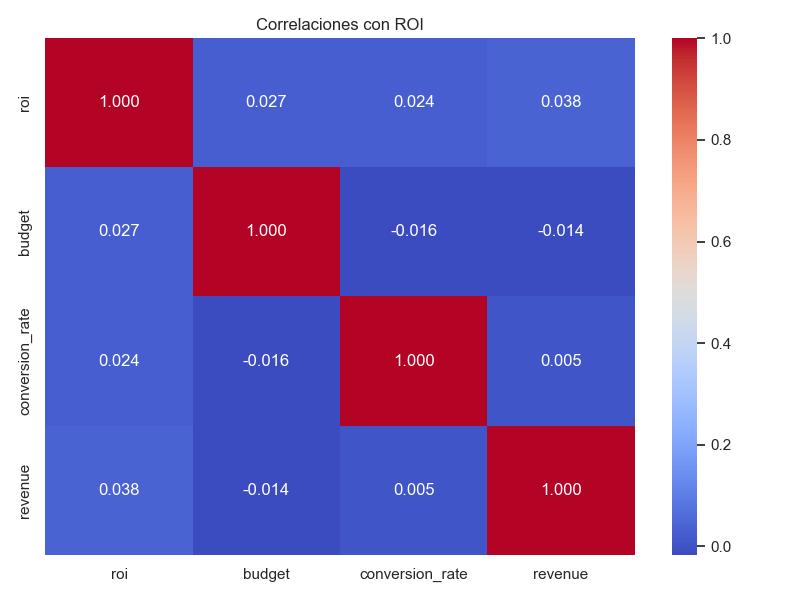 Correlaciones con ROI
roi 1.000 0.027 0.024 0.038
budget 0.027 1.000 -0.016 -0.014
conversion_rate 0.024 -0.016 1.000 0.005
revenue 0.038 -0.014 0.005 1.000
roi budget conversion_rate revenue
1.0
0.8
0.6
0.4
0.2
0.0